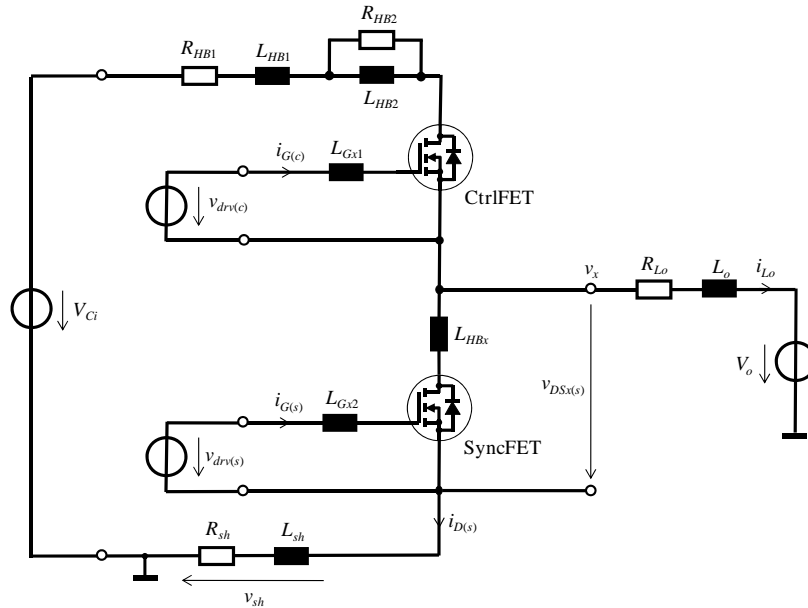 R_HB2
R_HB1
L_HB1
L_HB2
i_G(c)
L_Gx1
v_drv(c)
CtrlFET
v_x
R_Lo
L_o
i_Lo
V_Ci
L_HBx
v_DSx(s)
V_o
i_G(s)
L_Gx2
v_drv(s)
SyncFET
i_D(s)
R_sh
L_sh
v_sh